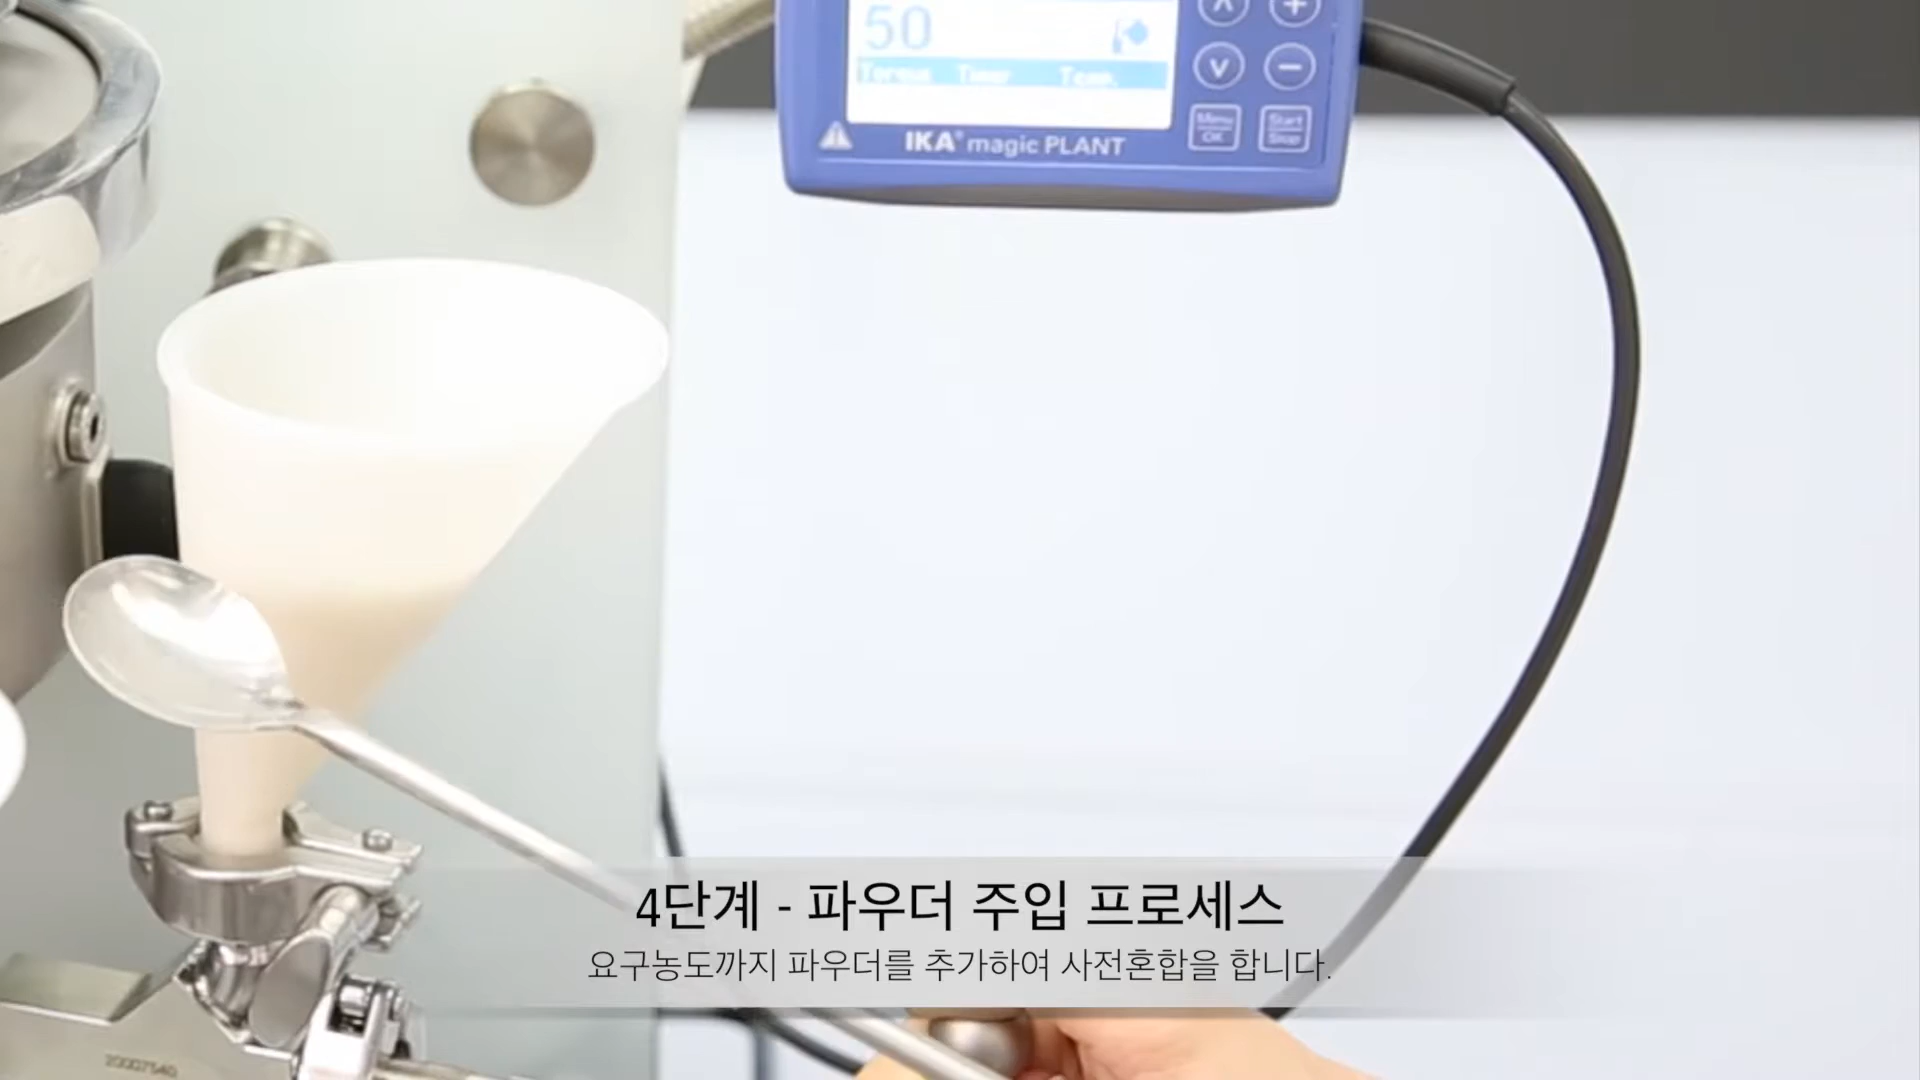 50
Torque Timer Temp.
Menu
OK
Start
Stop
IKA® magic PLANT
4단계 - 파우더 주입 프로세스
요구농도까지 파우더를 추가하여 사전혼합을 합니다.
20007540